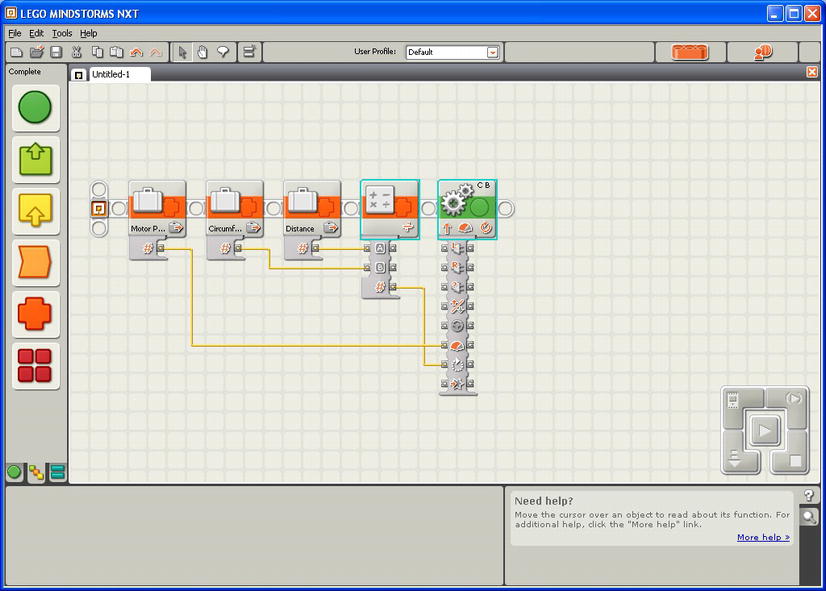 LEGO MINDSTORMS NXT
File Edit Tools Help
User Profile: Default
Complete
Untitled-1
C B
Motor P... Circumf... Distance
# # #
A
B
#
Need help?
Move the cursor over an object to read about its function. For
additional help, click the "More help" link.
More help »